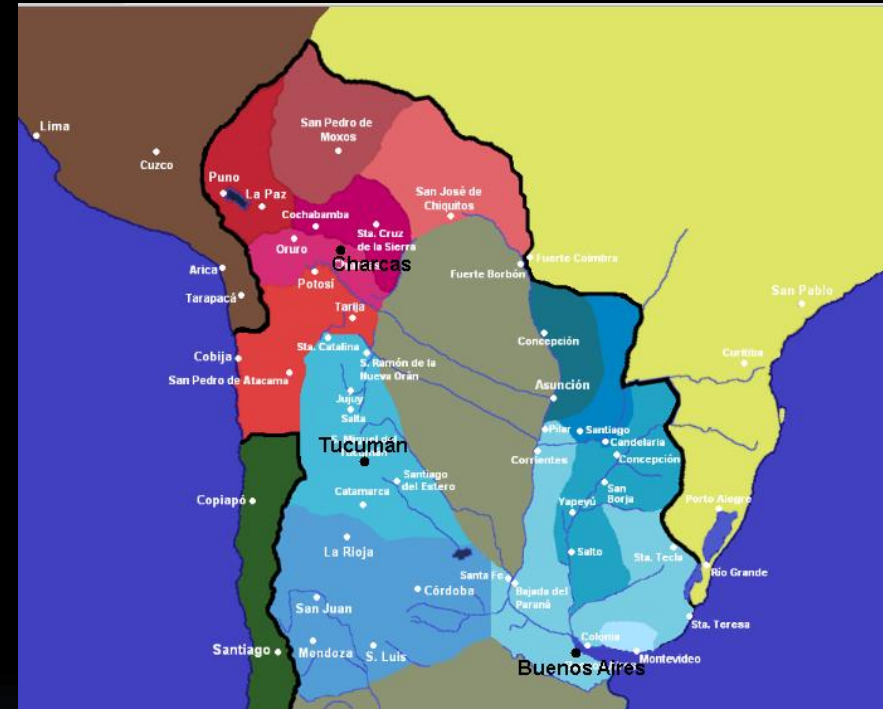 Lima
Cuzco
San Pedro de
Moxos
Puno
La Paz
San José de
Chiquitos
Cochabamba
Sta. Cruz
de la Sierra
Oruro
Charcas
Fuerte Coimbra
Fuerte Borbón
Arica
Potosí
Tarapacá
San Pablo
Tarija
Sta. Catalina
Concepción
Cobija
S. Ramón de la
Nueva Orán
Curitiba
San Pedro de Atacama
Asunción
Jujuy
Salta
Pilar
Santiago
Candelaria
Tucumán
Corrientes
Concepción
Santiago
del Estero
San
Borja
Catamarca
Copiapó
Yapeyú
Porto Alegre
La Rioja
Salto
Sta. Tecla
Río Grande
Santa Fe
Bajada del
Paraná
Córdoba
San Juan
Sta. Teresa
Santiago
Mendoza
S. Luis
Colonia
Montevideo
Buenos Aires